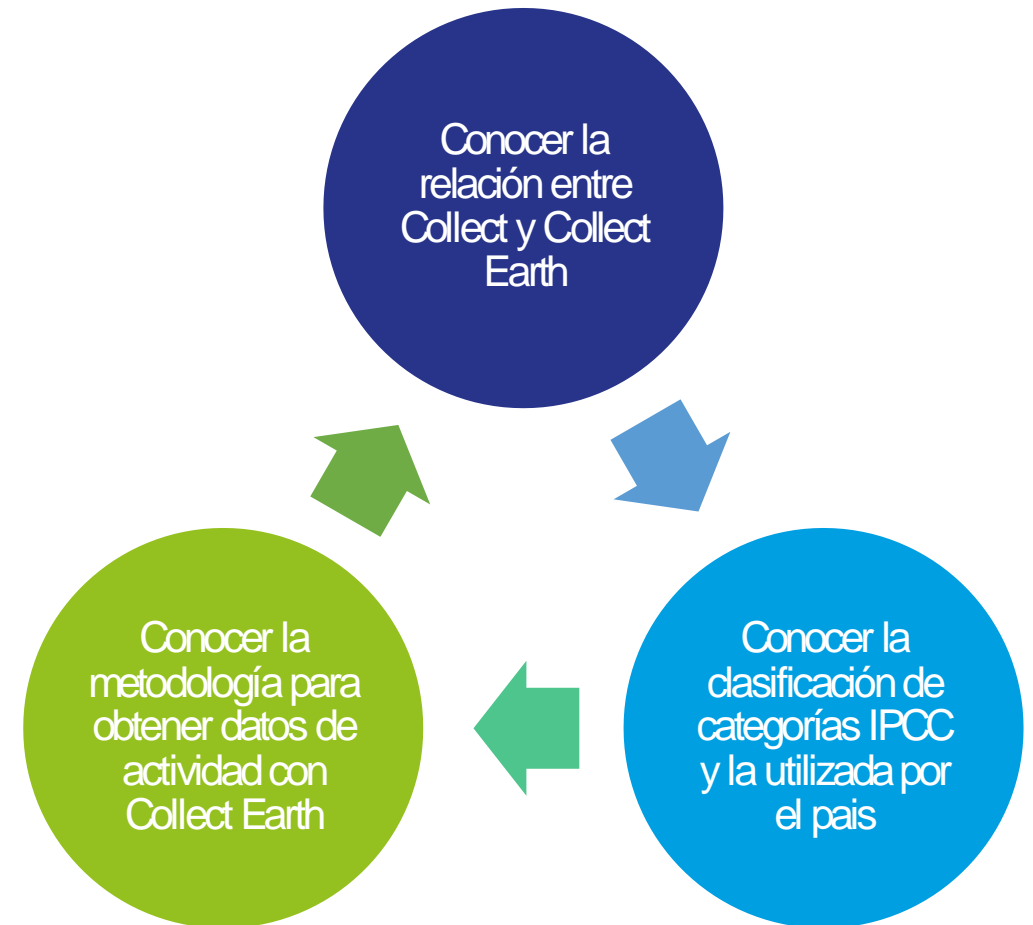 Conocer la
relación entre
Collect y Collect
Earth
Conocer la
clasificación de
categorías IPCC
y la utilizada por
el pais
Conocer la
metodología para
obtener datos de
actividad con
Collect Earth